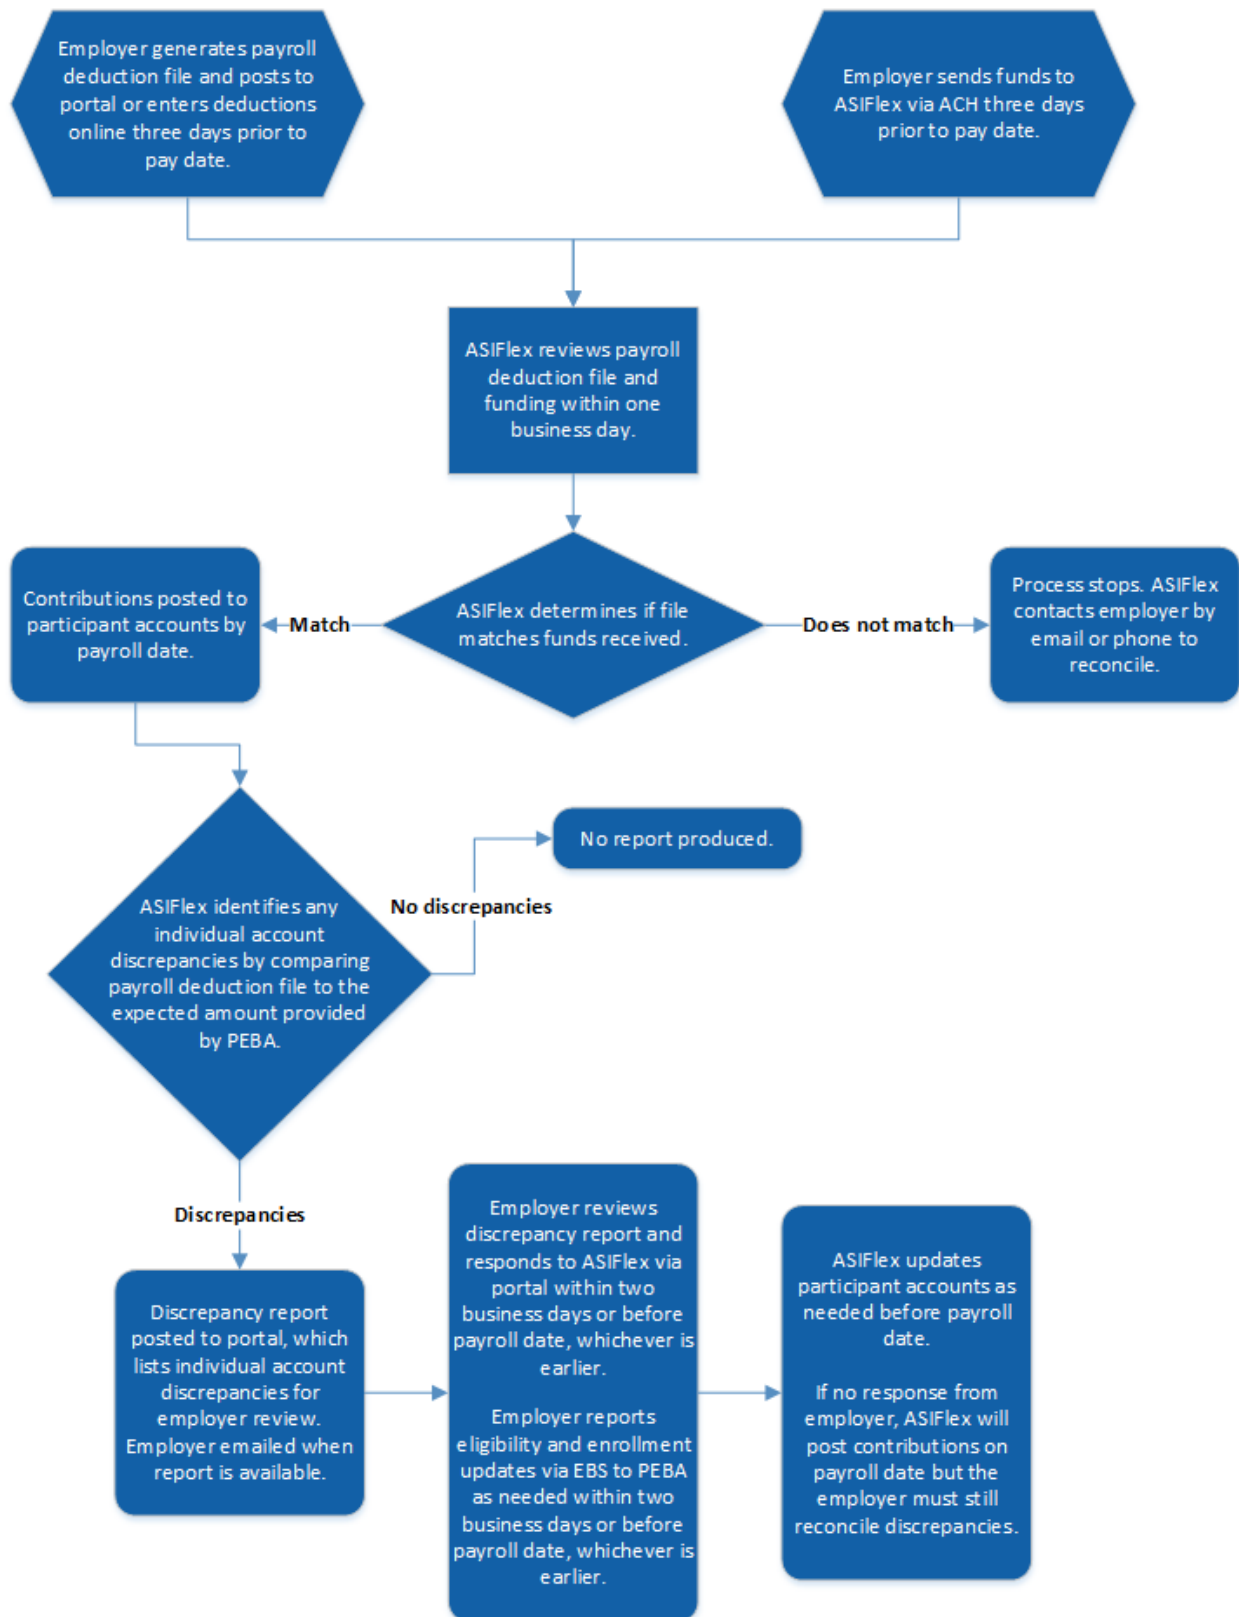 Employer generates payroll
deduction file and posts to
portal or enters deductions
online three days prior to
pay date.
Employer sends funds to
ASIFlex via ACH three days
prior to pay date.
ASIFlex reviews payroll
deduction file and
funding within one
business day.
ASIFlex determines if file
matches funds received.
Match
Does not match
Contributions posted to
participant accounts by
payroll date.
Process stops. ASIFlex
contacts employer by
email or phone to
reconcile.
ASIFlex identifies any
individual account
discrepancies by comparing
payroll deduction file to the
expected amount provided
by PEBA.
No discrepancies
No report produced.
Discrepancies
Discrepancy report
posted to portal, which
lists individual account
discrepancies for
employer review.
Employer emailed when
report is available.
Employer reviews
discrepancy report and
responds to ASIFlex via
portal within two
business days or before
payroll date, whichever is
earlier.
Employer reports
eligibility and enrollment
updates via EBS to PEBA
as needed within two
business days or before
payroll date, whichever is
earlier.
ASIFlex updates
participant accounts as
needed before payroll
date.
If no response from
employer, ASIFlex will
post contributions on
payroll date but the
employer must still
reconcile discrepancies.